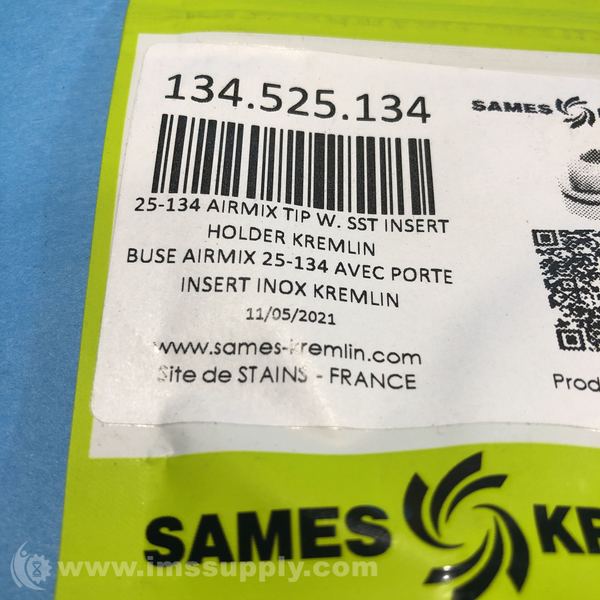 134.525.134
SAMES
25-134 AIRMIX TIP W. SST INSERT
HOLDER KREMLIN
BUSE AIRMIX 25-134 AVEC PORTE
INSERT INOX KREMLIN
11/05/2021
www.sames-kremlin.com
Site de STAINS - FRANCE
Prod
SAMES KR
www.imssupply.com